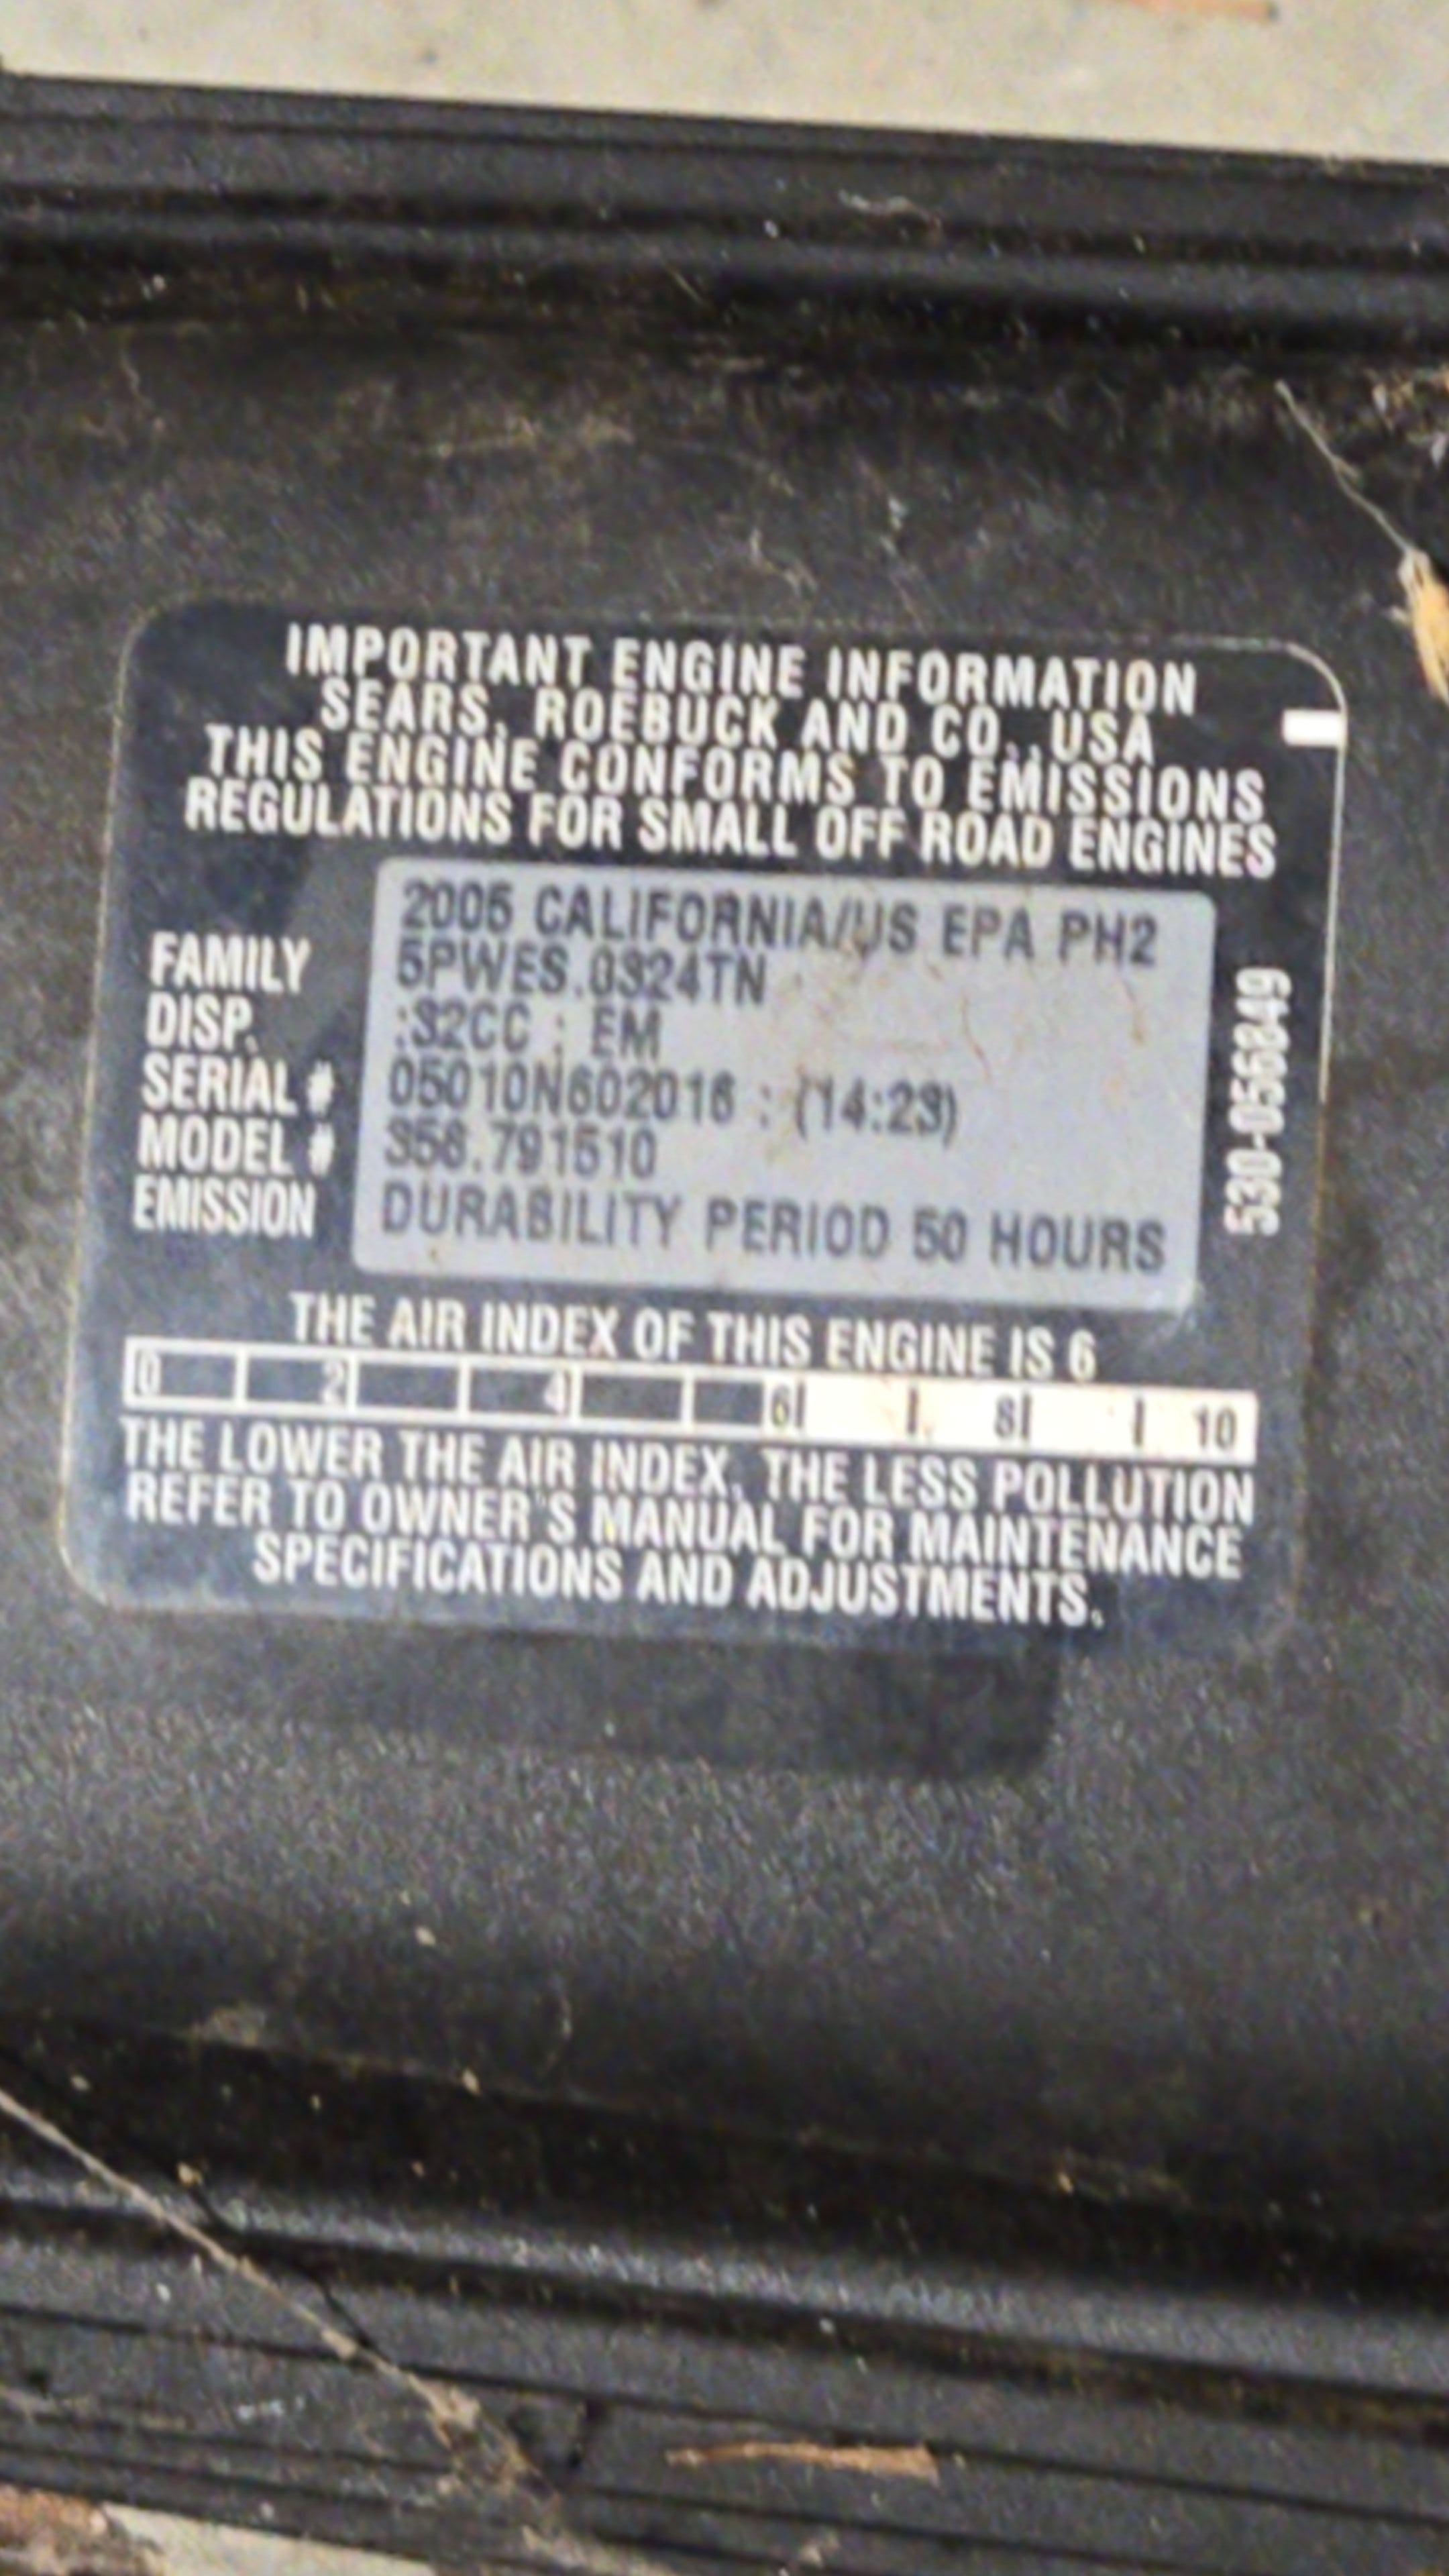 IMPORTANT ENGINE INFORMATION
SEARS, ROEBUCK AND CO., USA
THIS ENGINE CONFORMS TO EMISSIONS
REGULATIONS FOR SMALL OFF ROAD ENGINES
2005 CALIFORNIA/US EPA PH2
FAMILY 5PWES.0324TN
DISP. :32CC : EM
SERIAL # 05010N602016 : (14:23)
MODEL # 358.791510
EMISSION DURABILITY PERIOD 50 HOURS
530-056849
THE AIR INDEX OF THIS ENGINE IS 6
0 2 4 6 8 10
THE LOWER THE AIR INDEX, THE LESS POLLUTION
REFER TO OWNER'S MANUAL FOR MAINTENANCE
SPECIFICATIONS AND ADJUSTMENTS.